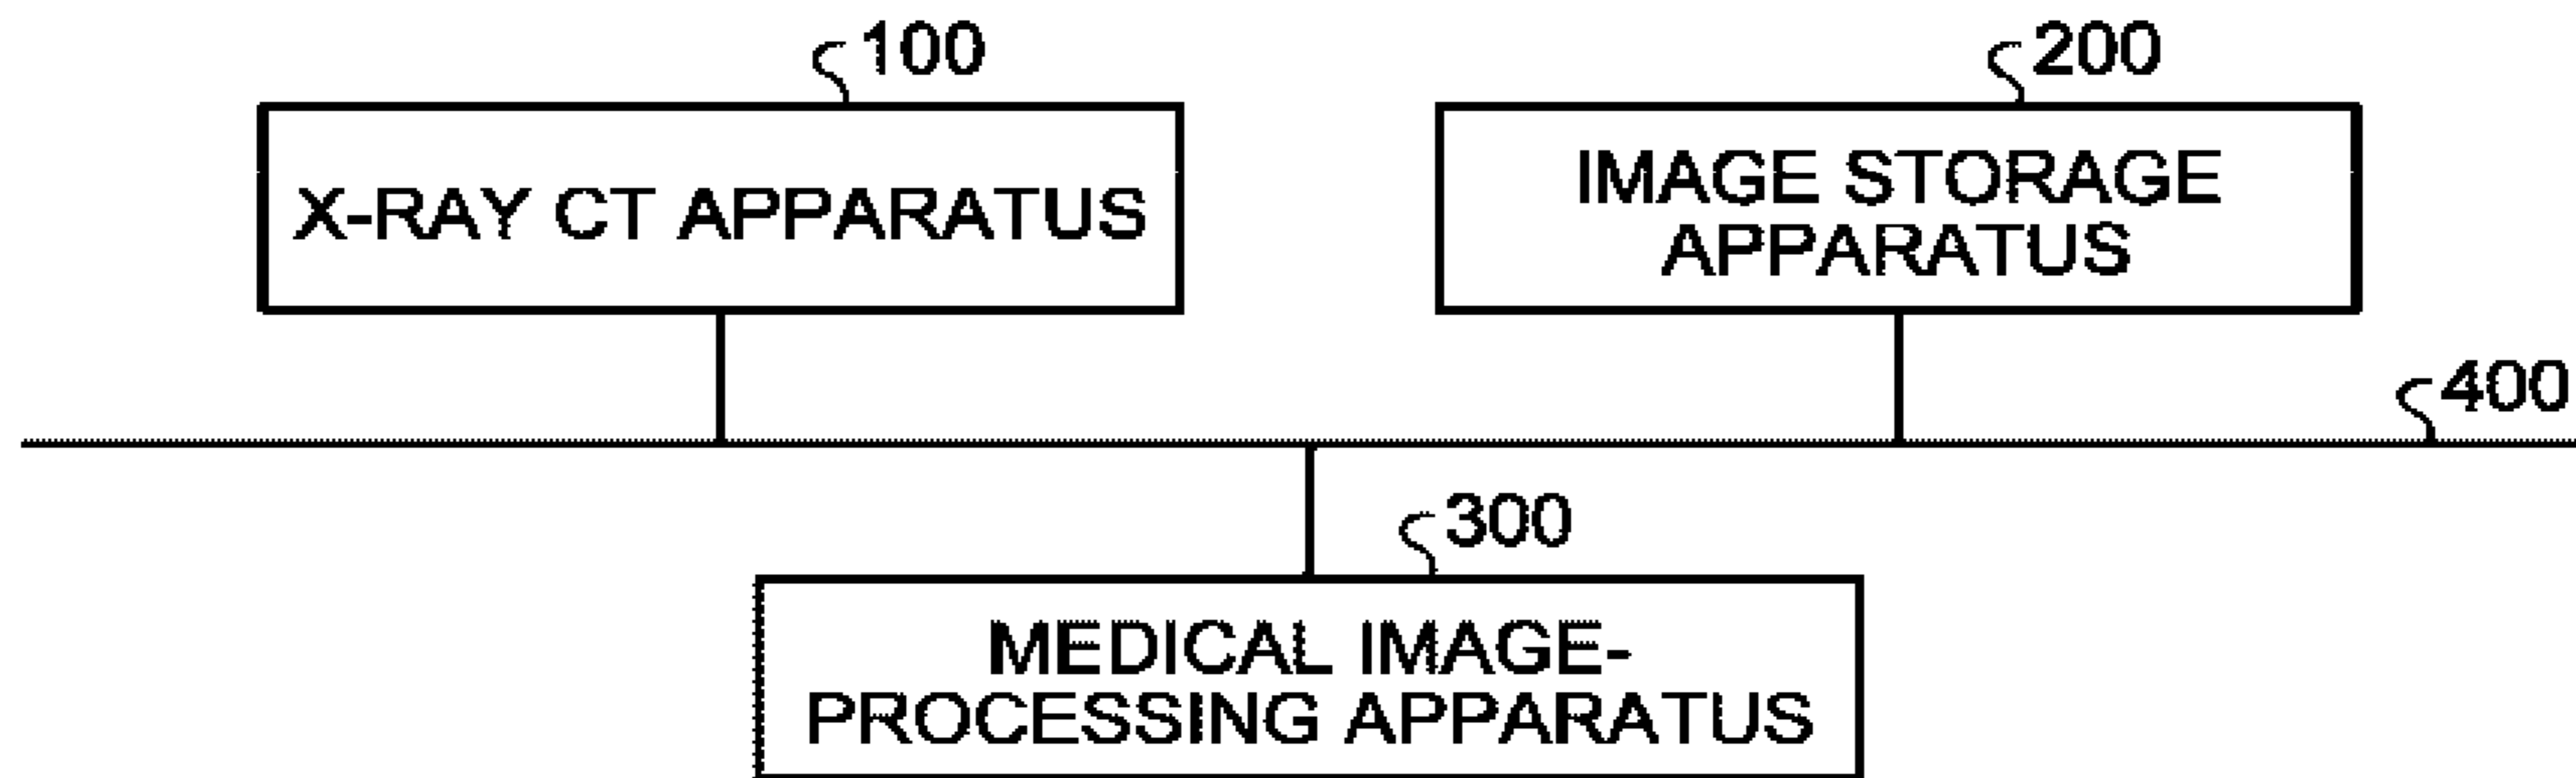 100
200
X-RAY CT APPARATUS
IMAGE STORAGE
APPARATUS
400
300
MEDICAL IMAGE-
PROCESSING APPARATUS